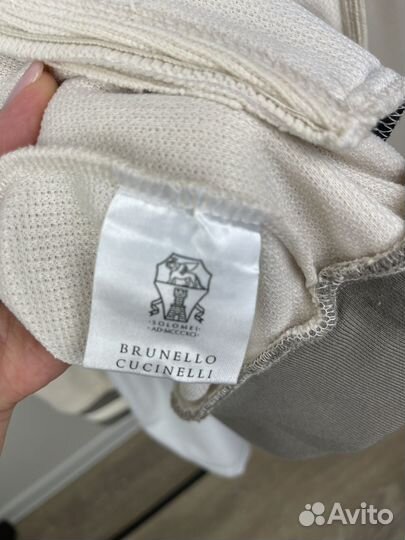 ·SOLOMEI·
AD·MCCCXCI
BRUNELLO
CUCINELLI
Avito